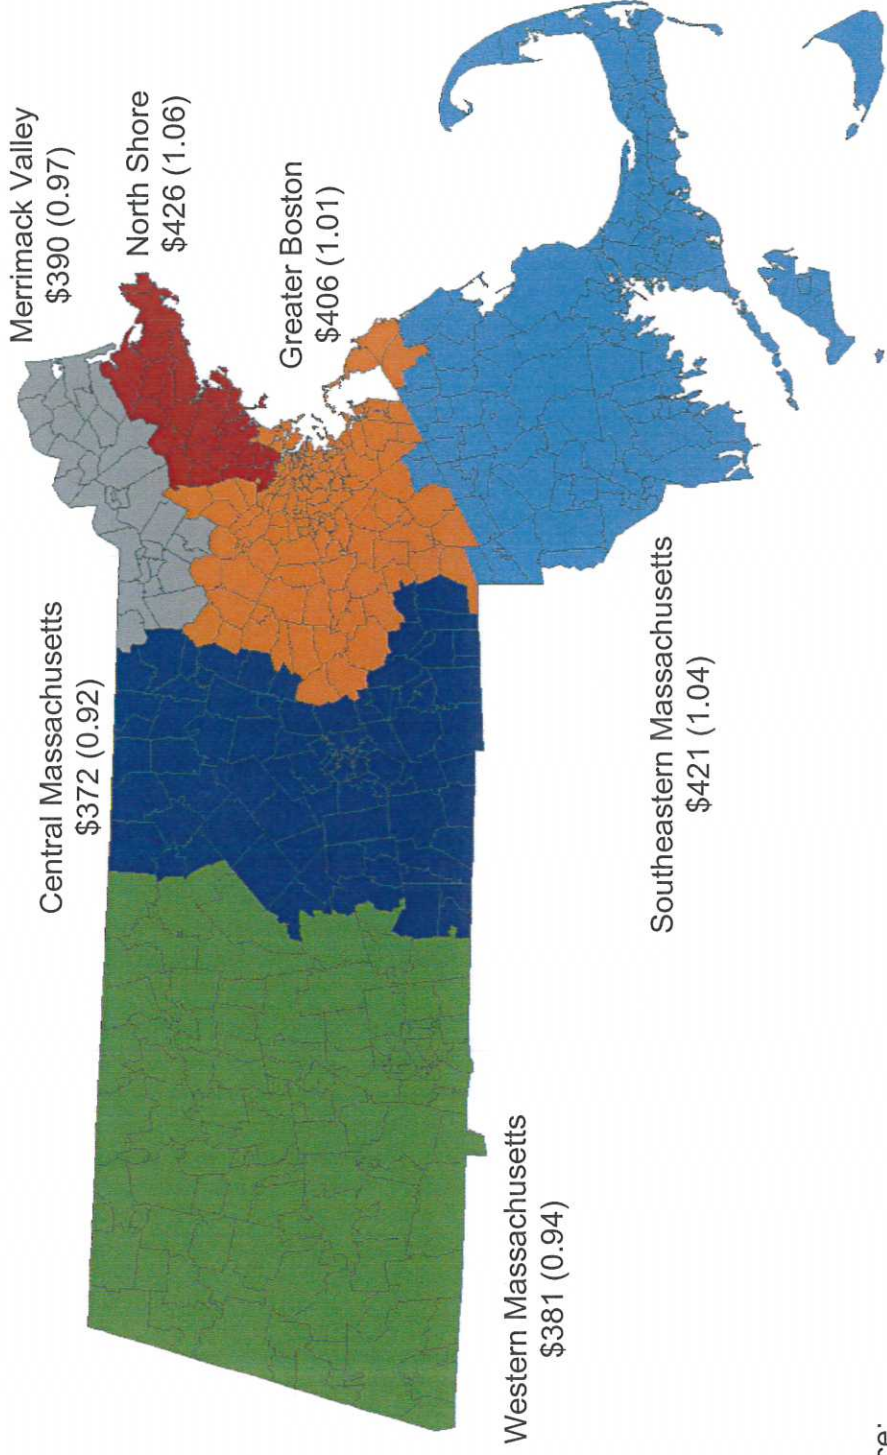 Merrimack Valley
$390 (0.97)
North Shore
$426 (1.06)
Central Massachusetts
$372 (0.92)
Greater Boston
$406 (1.01)
Western Massachusetts
$381 (0.94)
Southeastern Massachusetts
$421 (1.04)